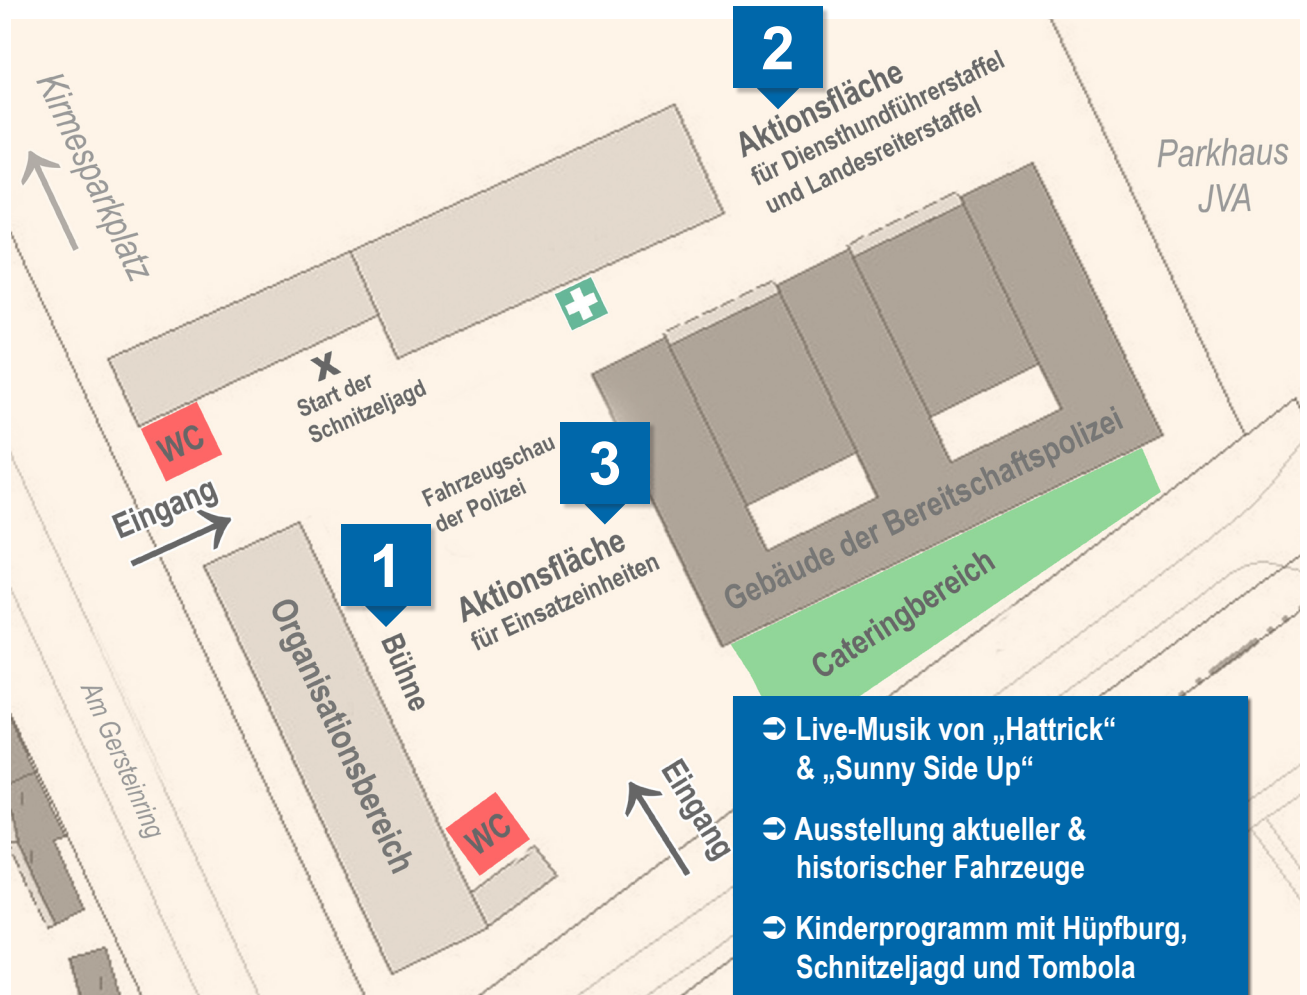 2
Aktionsfläche
für Diensthundführerstaffel
und Landesreiterstaffel
Kirmesparkplatz
Parkhaus
JVA
x
Start der
Schnitzeljagd
WC
Eingang
Fahrzeugschau
der Polizei
3
Aktionsfläche
für Einsatzeinheiten
1
Bühne
Organisationsbereich
Gebäude der Bereitschaftspolizei
Cateringbereich
Am Gersteinring
WC
Eingang
➲ Live-Musik von „Hattrick“
& „Sunny Side Up“
➲ Ausstellung aktueller &
historischer Fahrzeuge
➲ Kinderprogramm mit Hüpfburg,
Schnitzeljagd und Tombola